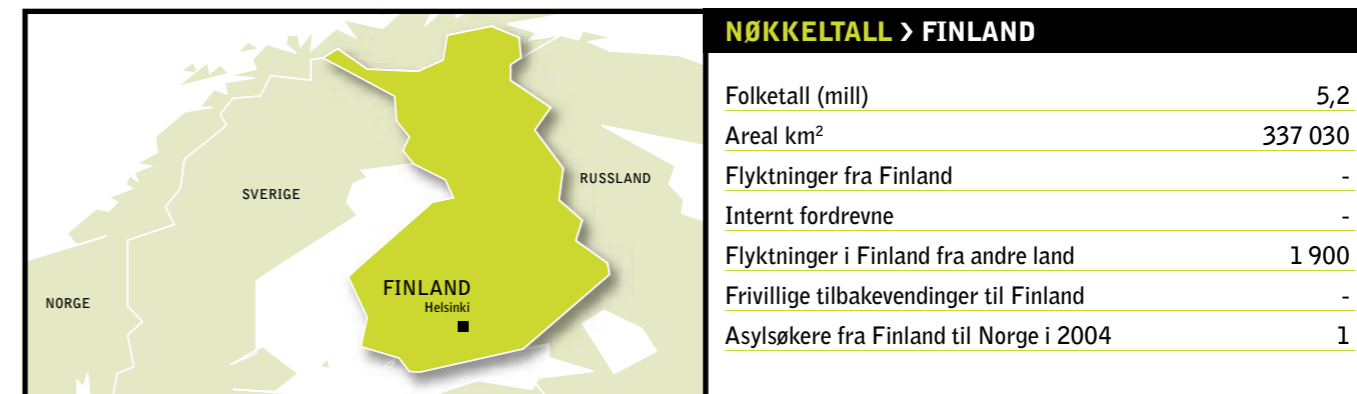 SVERIGE
RUSSLAND
NORGE
FINLAND
Helsinki
NØKKELTALL › FINLAND
Folketall (mill) 5,2
Areal km² 337 030
Flyktninger fra Finland -
Internt fordrevne -
Flyktninger i Finland fra andre land 1 900
Frivillige tilbakevendinger til Finland -
Asylsøkere fra Finland til Norge i 2004 1